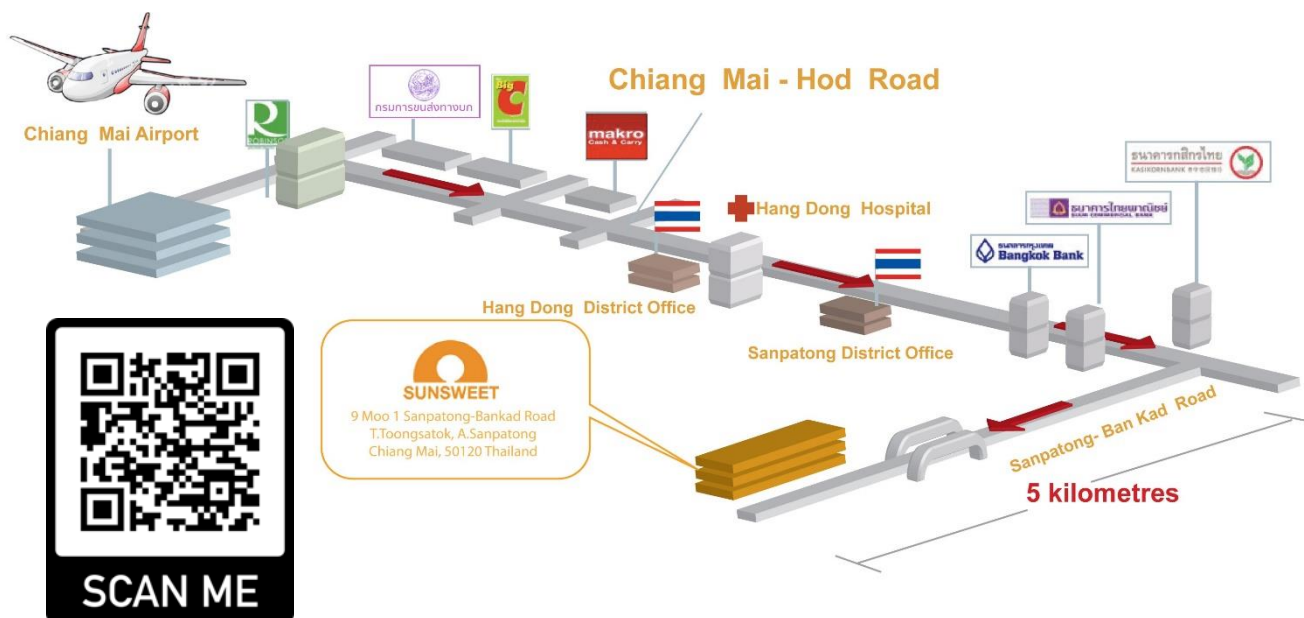 Chiang Mai Airport
ROBINSON
กรมการขนส่งทางบก
Big
C
makro
Cash & Carry
Chiang Mai - Hod Road
Hang Dong Hospital
ธนาคารกสิกรไทย
KASIKORNBANK
ธนาคารไทยพาณิชย์
SIAM COMMERCIAL BANK
ธนาคารกรุงเทพ
Bangkok Bank
Hang Dong District Office
Sanpatong District Office
SUNSWEET
9 Moo 1 Sanpatong-Bankad Road
T.Toongsatok, A.Sanpatong
Chiang Mai, 50120 Thailand
Sanpatong- Ban Kad Road
5 kilometres
SCAN ME